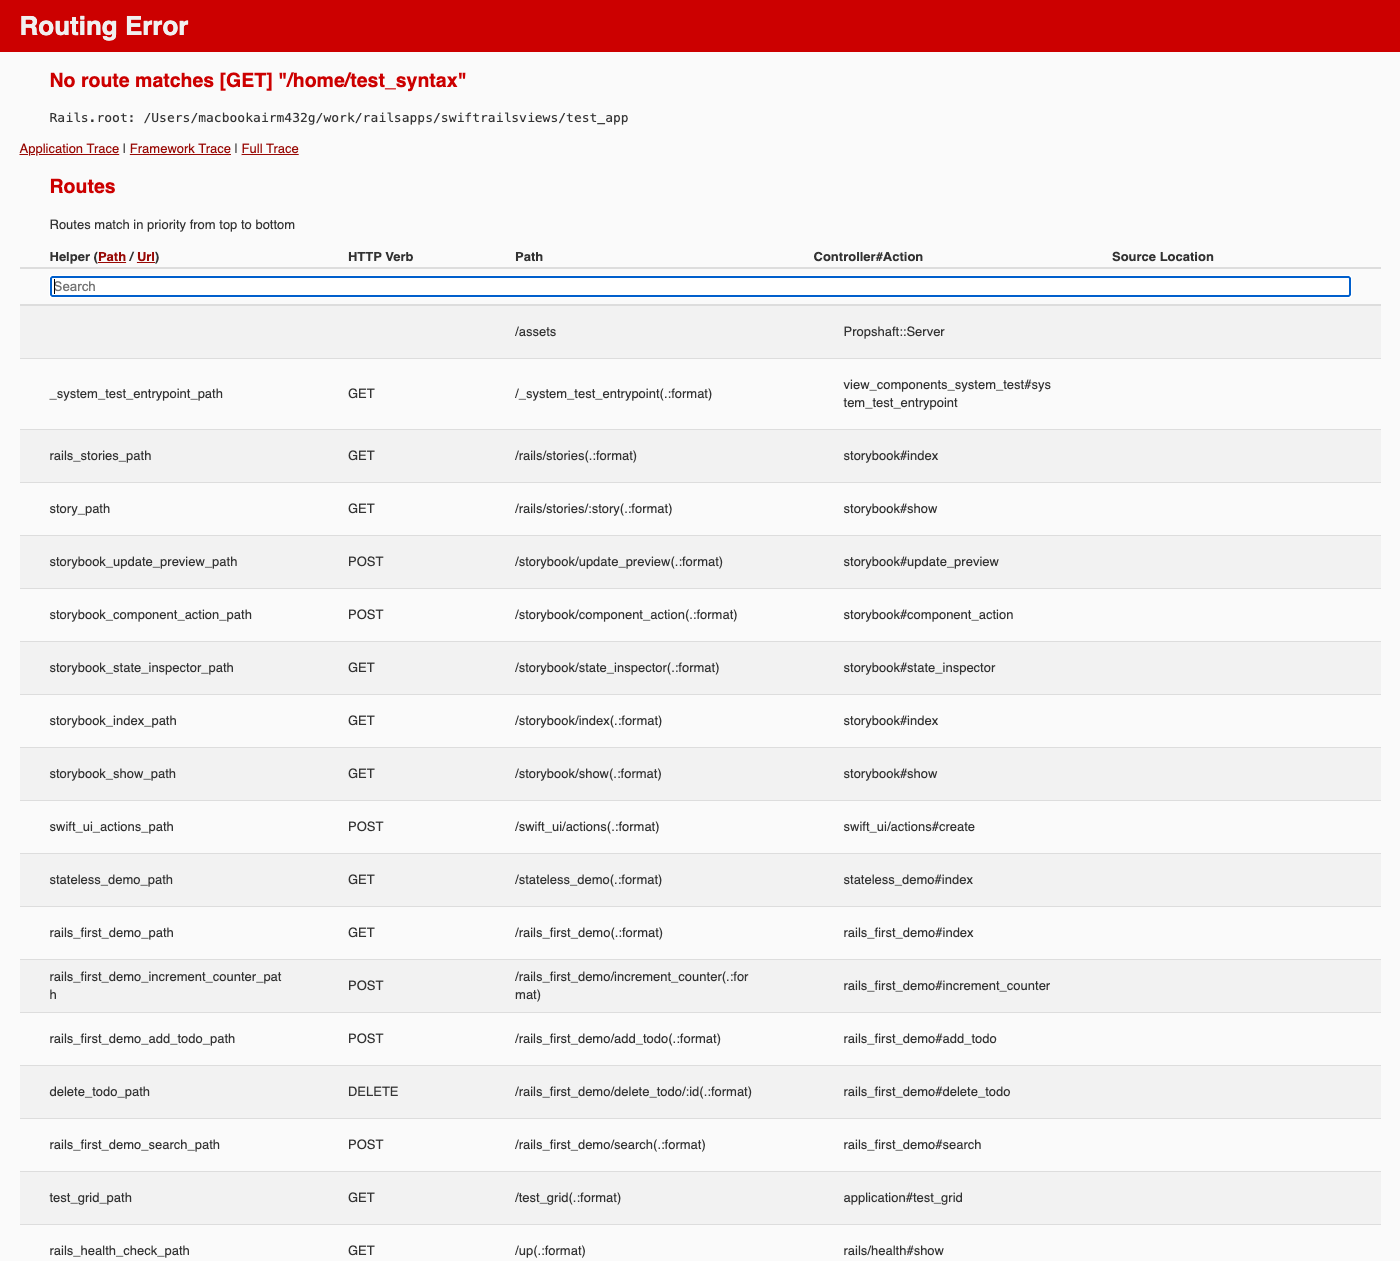 Routing Error
No route matches [GET] "/home/test_syntax"
Rails.root: /Users/macbookairm432g/work/railsapps/swiftrailsviews/test_app
Application Trace | Framework Trace | Full Trace
Routes
Routes match in priority from top to bottom
Helper (Path / Url) HTTP Verb Path Controller#Action Source Location
Search
/assets Propshaft::Server
_system_test_entrypoint_path GET /_system_test_entrypoint(.:format) view_components_system_test#sys
tem_test_entrypoint
rails_stories_path GET /rails/stories(.:format) storybook#index
story_path GET /rails/stories/:story(.:format) storybook#show
storybook_update_preview_path POST /storybook/update_preview(.:format) storybook#update_preview
storybook_component_action_path POST /storybook/component_action(.:format) storybook#component_action
storybook_state_inspector_path GET /storybook/state_inspector(.:format) storybook#state_inspector
storybook_index_path GET /storybook/index(.:format) storybook#index
storybook_show_path GET /storybook/show(.:format) storybook#show
swift_ui_actions_path POST /swift_ui/actions(.:format) swift_ui/actions#create
stateless_demo_path GET /stateless_demo(.:format) stateless_demo#index
rails_first_demo_path GET /rails_first_demo(.:format) rails_first_demo#index
rails_first_demo_increment_counter_pat POST /rails_first_demo/increment_counter(.:for rails_first_demo#increment_counter
h mat)
rails_first_demo_add_todo_path POST /rails_first_demo/add_todo(.:format) rails_first_demo#add_todo
delete_todo_path DELETE /rails_first_demo/delete_todo/:id(.:format) rails_first_demo#delete_todo
rails_first_demo_search_path POST /rails_first_demo/search(.:format) rails_first_demo#search
test_grid_path GET /test_grid(.:format) application#test_grid
rails_health_check_path GET /up(.:format) rails/health#show